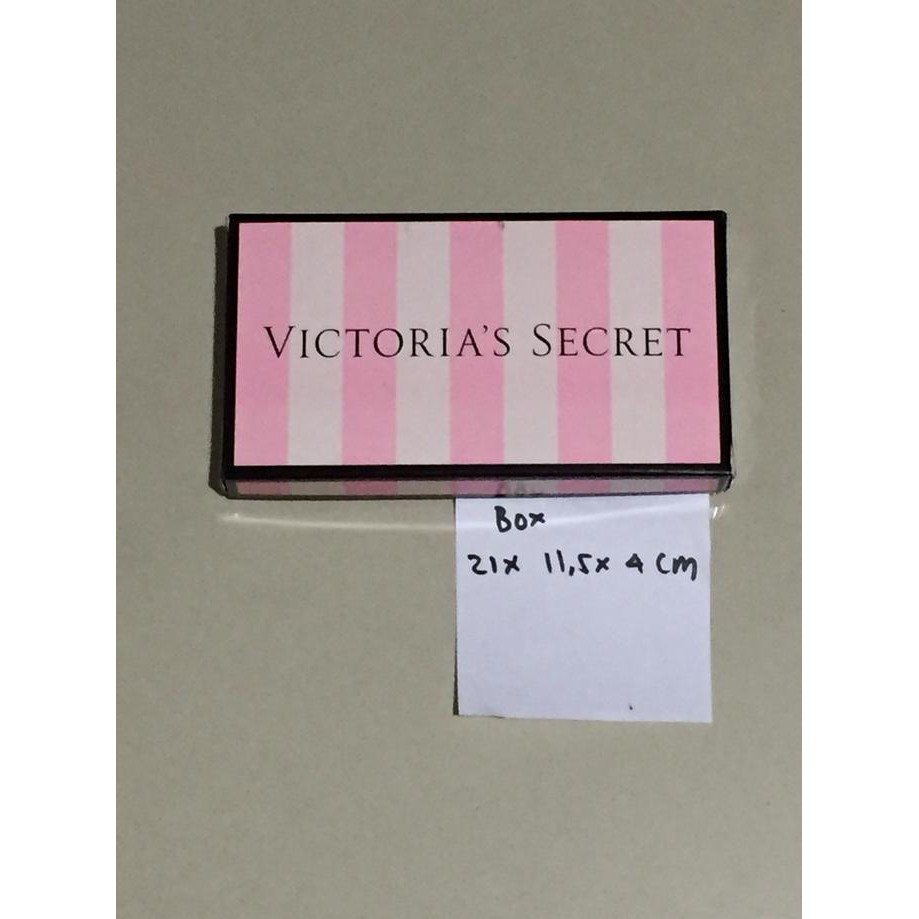 VICTORIA'S SECRET
Box
21x 11,5x 4 cm